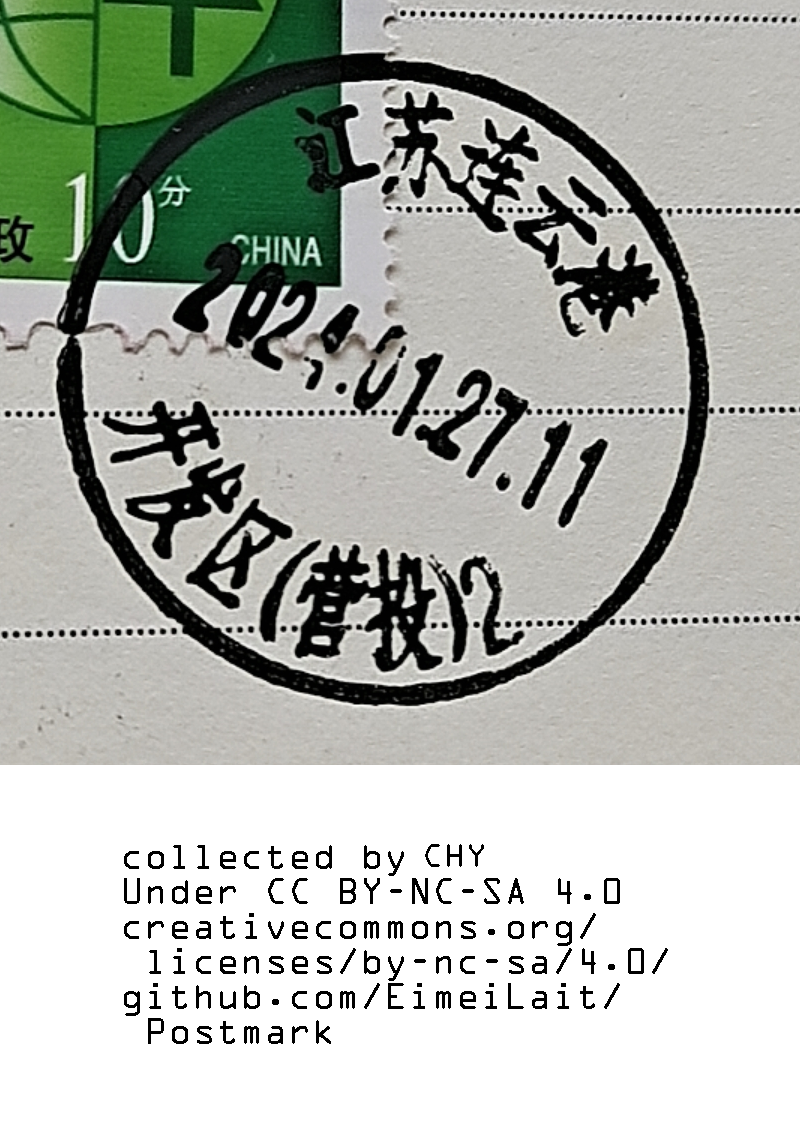 政 10分
CHINA
江苏连云港
2024.01.27.11
开发区(营投)2
collected by CHY
Under CC BY-NC-SA 4.0
creativecommons.org/
licenses/by-nc-sa/4.0/
github.com/EimeiLait/
Postmark